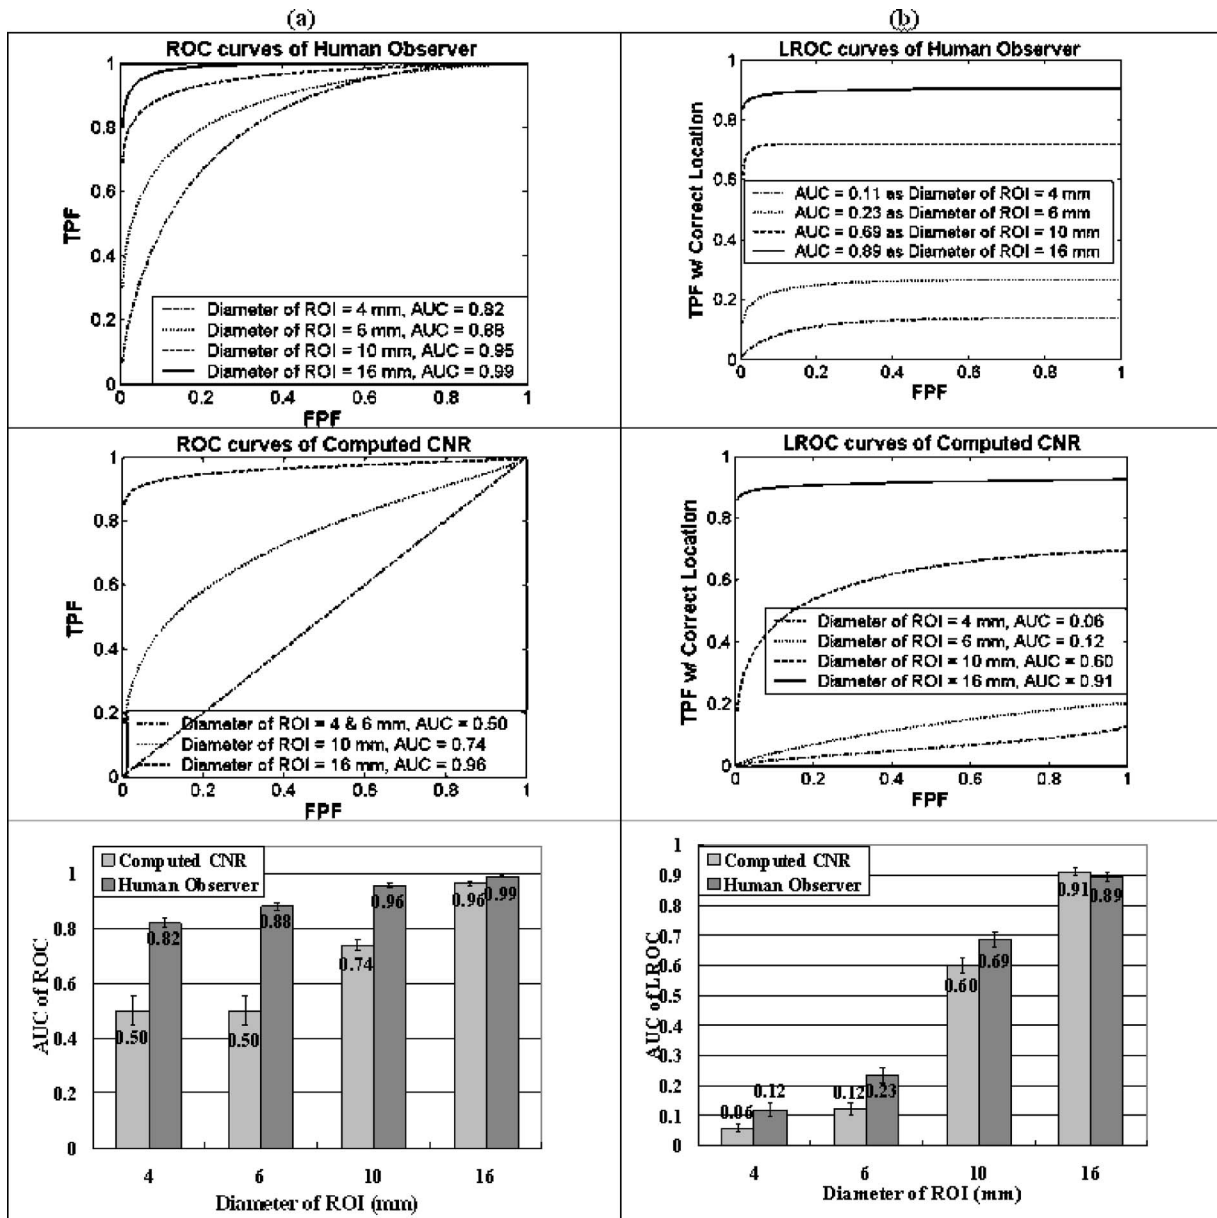 (a)
(b)
ROC curves of Human Observer
1
0.8
0.6
0.4
0.2
0
TPF
Diameter of ROI = 4 mm, AUC = 0.82
Diameter of ROI = 6 mm, AUC = 0.88
Diameter of ROI = 10 mm, AUC = 0.95
Diameter of ROI = 16 mm, AUC = 0.99
0 0.2 0.4 0.6 0.8 1
FPF
LROC curves of Human Observer
1
0.8
0.6
0.4
0.2
0
TPF w/ Correct Location
AUC = 0.11 as Diameter of ROI = 4 mm
AUC = 0.23 as Diameter of ROI = 6 mm
AUC = 0.69 as Diameter of ROI = 10 mm
AUC = 0.89 as Diameter of ROI = 16 mm
0 0.2 0.4 0.6 0.8 1
FPF
ROC curves of Computed CNR
1
0.8
0.6
0.4
0.2
0
TPF
Diameter of ROI = 4 & 6 mm, AUC = 0.50
Diameter of ROI = 10 mm, AUC = 0.74
Diameter of ROI = 16 mm, AUC = 0.96
0 0.2 0.4 0.6 0.8 1
FPF
LROC curves of Computed CNR
1
0.8
0.6
0.4
0.2
0
TPF w/ Correct Location
Diameter of ROI = 4 mm, AUC = 0.06
Diameter of ROI = 6 mm, AUC = 0.12
Diameter of ROI = 10 mm, AUC = 0.60
Diameter of ROI = 16 mm, AUC = 0.91
0 0.2 0.4 0.6 0.8 1
FPF
Computed CNR
Human Observer
1
0.8
0.6
0.4
0.2
0
AUC of ROC
0.50 0.82 0.50 0.88 0.74 0.96 0.96 0.99
4 6 10 16
Diameter of ROI (mm)
Computed CNR
Human Observer
1
0.9
0.8
0.7
0.6
0.5
0.4
0.3
0.2
0.1
0
AUC of LROC
0.06 0.12 0.12 0.23 0.60 0.69 0.91 0.89
4 6 10 16
Diameter of ROI (mm)